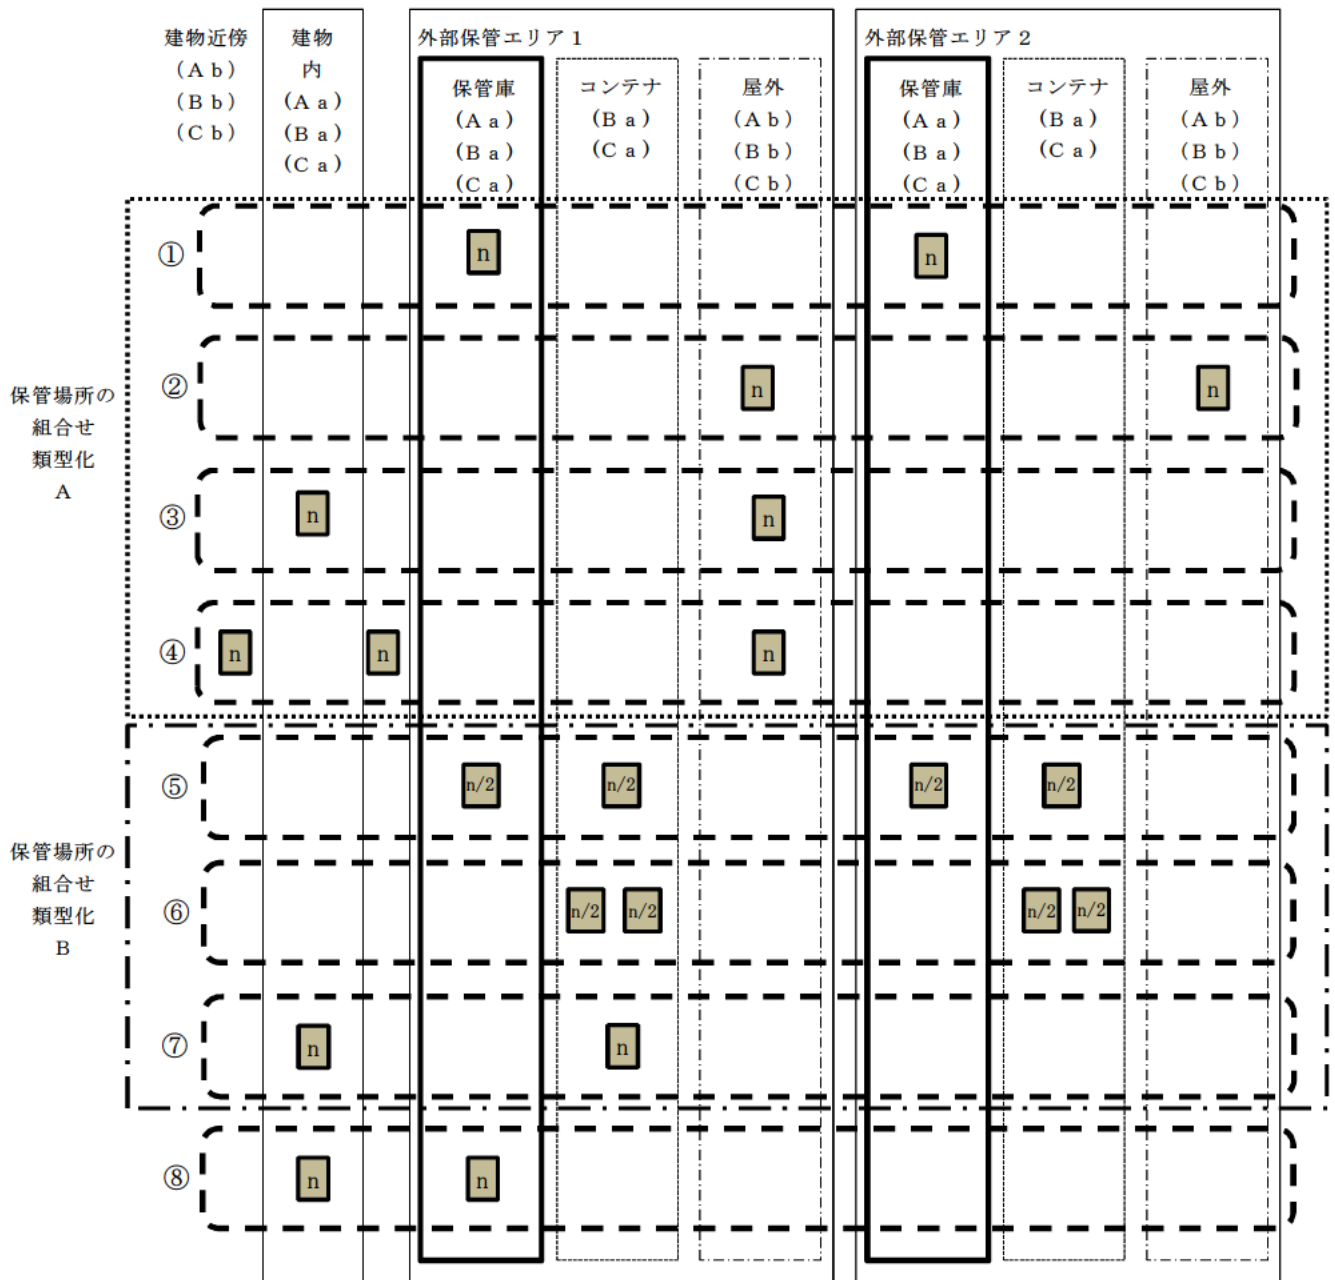 建物近傍
(Ab)
(Bb)
(Cb)
建物
内
(Aa)
(Ba)
(Ca)
外部保管エリア1
保管庫
(Aa)
(Ba)
(Ca)
コンテナ
(Ba)
(Ca)
屋外
(Ab)
(Bb)
(Cb)
外部保管エリア2
保管庫
(Aa)
(Ba)
(Ca)
コンテナ
(Ba)
(Ca)
屋外
(Ab)
(Bb)
(Cb)
保管場所の
組合せ
類型化
A
① n n
② n n
③ n n
④ n n n
保管場所の
組合せ
類型化
B
⑤ n/2 n/2 n/2 n/2
⑥ n/2 n/2 n/2 n/2
⑦ n n
⑧ n n